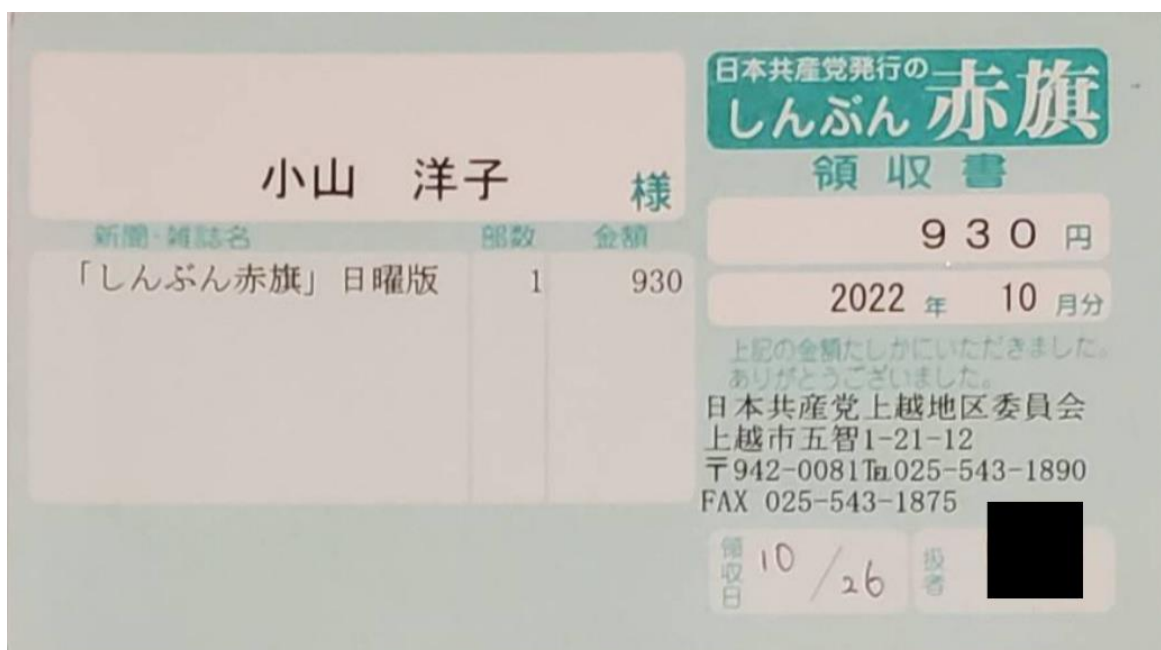 小山 洋子 様
新聞・雑誌名 部数 金額
「しんぶん赤旗」日曜版 1 930
日本共産党発行の
しんぶん赤旗
領収書
930円
2022年 10月分
上記の金額たしかにいただきました。
ありがとうございました。
日本共産党上越地区委員会
上越市五智1-21-12
〒942-0081℡025-543-1890
FAX 025-543-1875
領収日 10/26 扱者